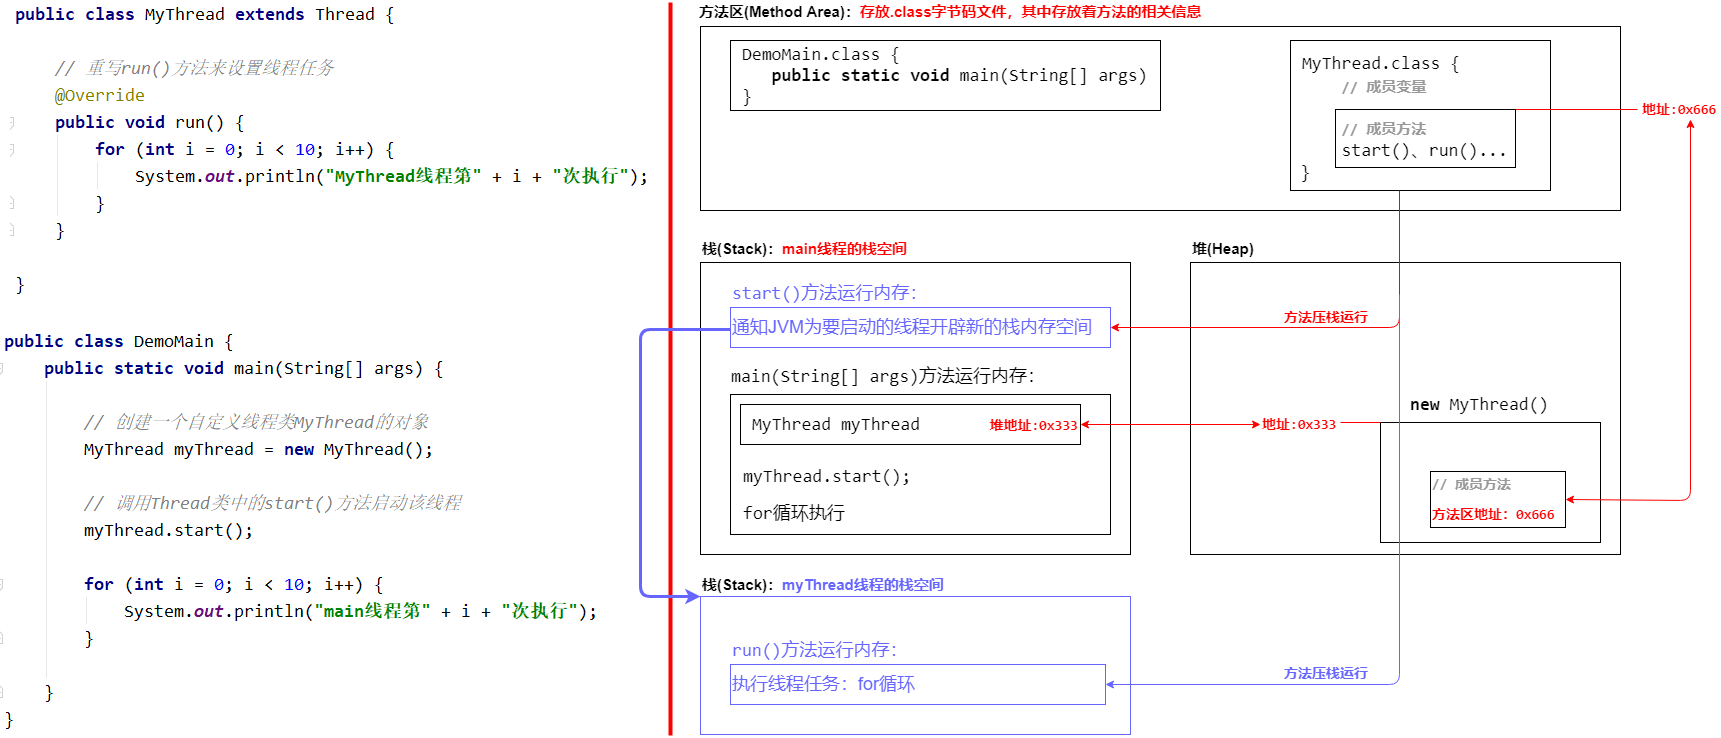 public class MyThread extends Thread {
// 重写run()方法来设置线程任务
@Override
public void run() {
for (int i = 0; i < 10; i++) {
System.out.println("MyThread线程第" + i + "次执行");
}
}
}
public class DemoMain {
public static void main(String[] args) {
// 创建一个自定义线程类MyThread的对象
MyThread myThread = new MyThread();
// 调用Thread类中的start()方法启动该线程
myThread.start();
for (int i = 0; i < 10; i++) {
System.out.println("main线程第" + i + "次执行");
}
}
}
方法区(Method Area)：存放.class字节码文件，其中存放着方法的相关信息
DemoMain.class {
public static void main(String[] args)
}
MyThread.class {
// 成员变量
// 成员方法
start()、run()...
}
地址:0x666
栈(Stack)：main线程的栈空间
start()方法运行内存：
通知JVM为要启动的线程开辟新的栈内存空间
main(String[] args)方法运行内存：
MyThread myThread 堆地址:0x333
myThread.start();
for循环执行
堆(Heap)
方法压栈运行
new MyThread()
地址:0x333
// 成员方法
方法区地址：0x666
栈(Stack)：myThread线程的栈空间
run()方法运行内存：
执行线程任务：for循环
方法压栈运行